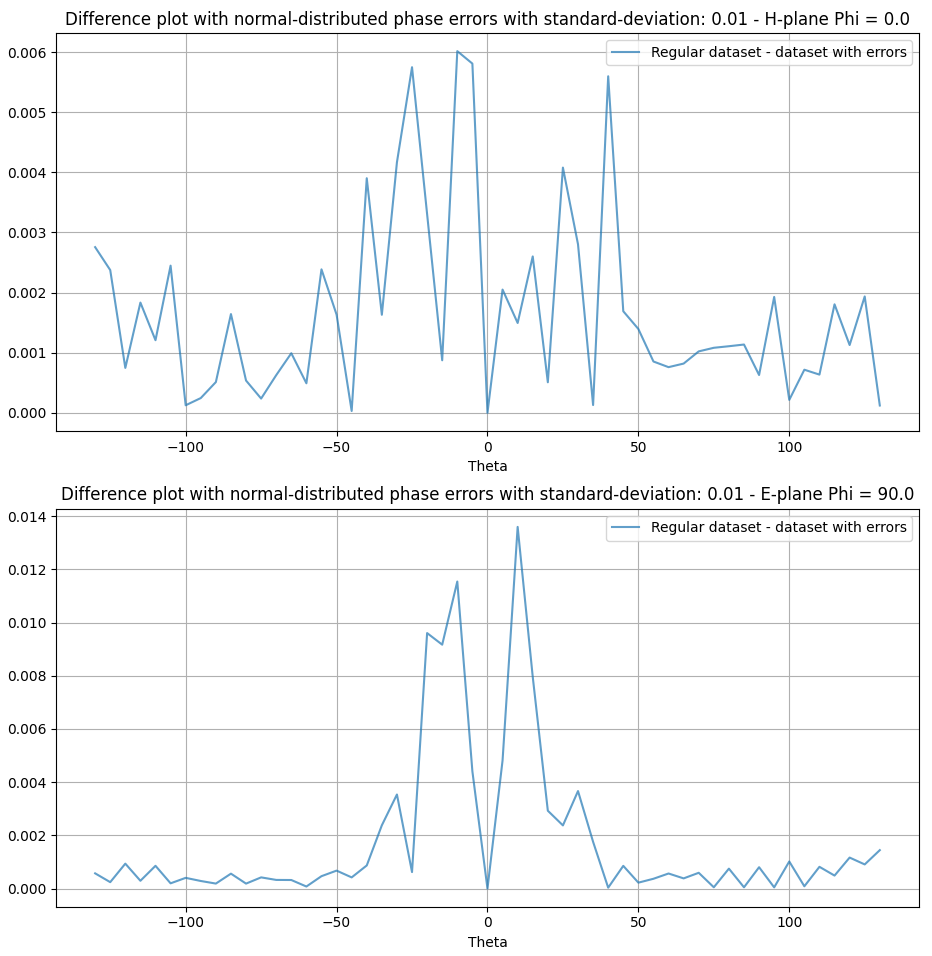 Difference plot with normal-distributed phase errors with standard-deviation: 0.01 - H-plane Phi = 0.0
Regular dataset - dataset with errors
0.006
0.005
0.004
0.003
0.002
0.001
0.000
−100 −50 0 50 100
Theta
Difference plot with normal-distributed phase errors with standard-deviation: 0.01 - E-plane Phi = 90.0
Regular dataset - dataset with errors
0.014
0.012
0.010
0.008
0.006
0.004
0.002
0.000
−100 −50 0 50 100
Theta